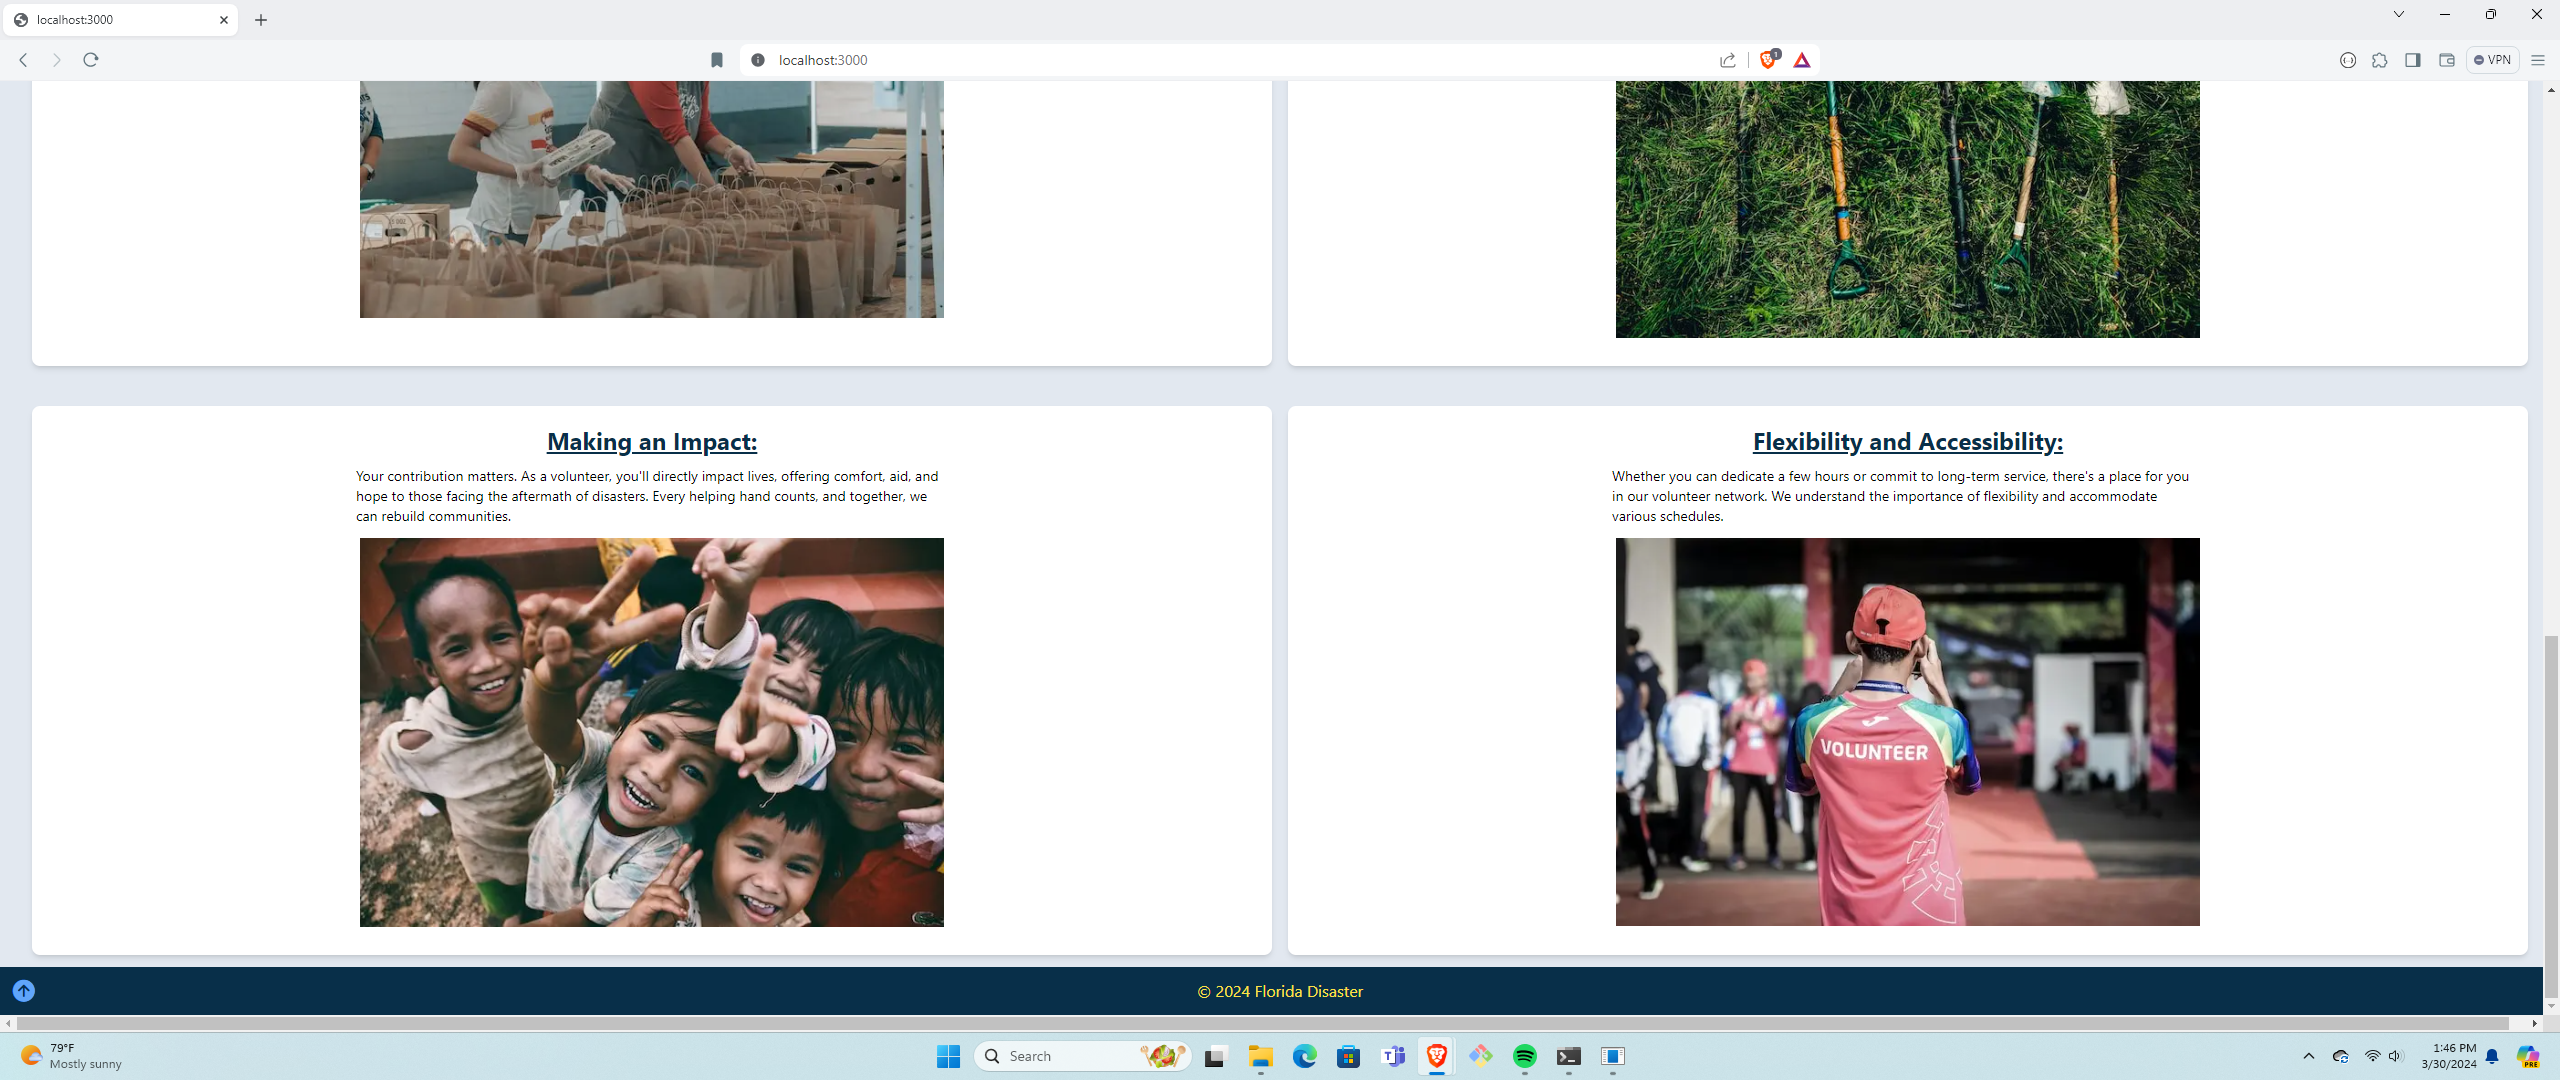 localhost:3000
localhost:3000
1
VPN
Making an Impact:
Your contribution matters. As a volunteer, you'll directly impact lives, offering comfort, aid, and
hope to those facing the aftermath of disasters. Every helping hand counts, and together, we
can rebuild communities.
Flexibility and Accessibility:
Whether you can dedicate a few hours or commit to long-term service, there's a place for you
in our volunteer network. We understand the importance of flexibility and accommodate
various schedules.
VOLUNTEER
© 2024 Florida Disaster
79°F
Mostly sunny
Search
1:46 PM
3/30/2024
PRE